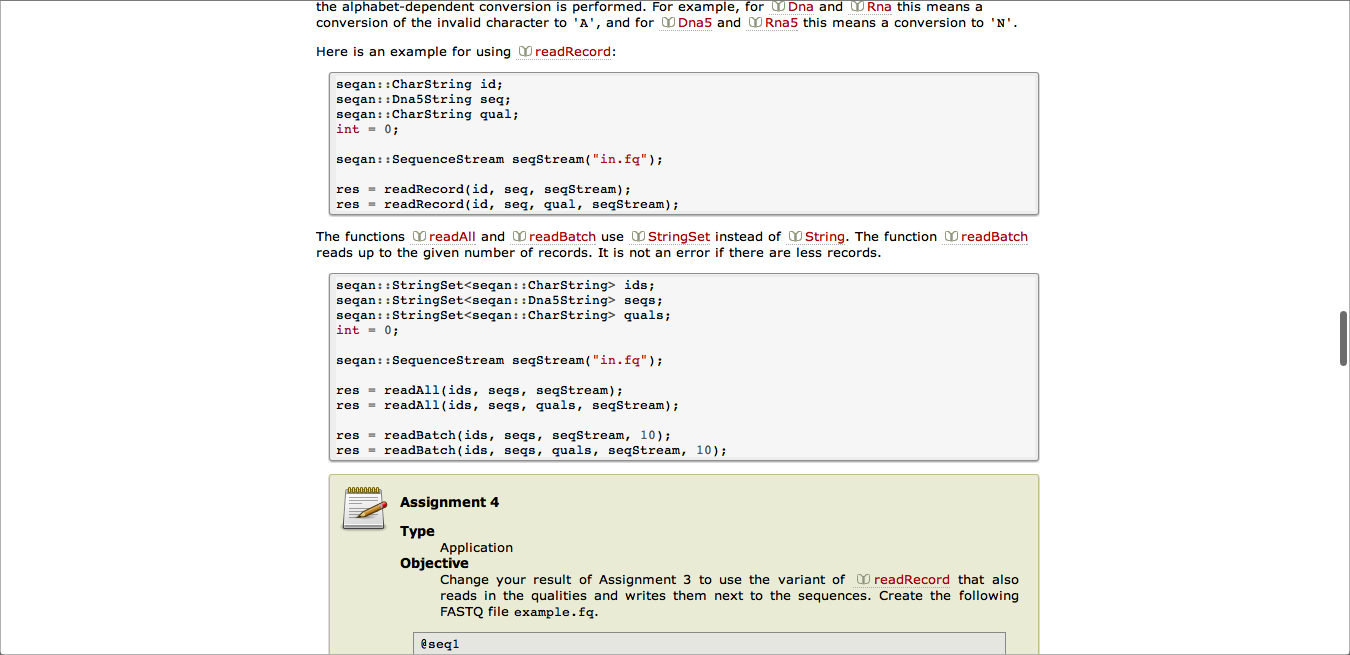 the alphabet-dependent conversion is performed. For example, for Dna and Rna this means a
conversion of the invalid character to 'A', and for Dna5 and Rna5 this means a conversion to 'N'.
Here is an example for using readRecord:
seqan::CharString id;
seqan::Dna5String seq;
seqan::CharString qual;
int = 0;
seqan::SequenceStream seqStream("in.fq");
res = readRecord(id, seq, seqStream);
res = readRecord(id, seq, qual, seqStream);
The functions readAll and readBatch use StringSet instead of String. The function readBatch
reads up to the given number of records. It is not an error if there are less records.
seqan::StringSet<seqan::CharString> ids;
seqan::StringSet<seqan::Dna5String> seqs;
seqan::StringSet<seqan::CharString> quals;
int = 0;
seqan::SequenceStream seqStream("in.fq");
res = readAll(ids, seqs, seqStream);
res = readAll(ids, seqs, quals, seqStream);
res = readBatch(ids, seqs, seqStream, 10);
res = readBatch(ids, seqs, quals, seqStream, 10);
Assignment 4
Type
Application
Objective
Change your result of Assignment 3 to use the variant of readRecord that also
reads in the qualities and writes them next to the sequences. Create the following
FASTQ file example.fq.
@seq1